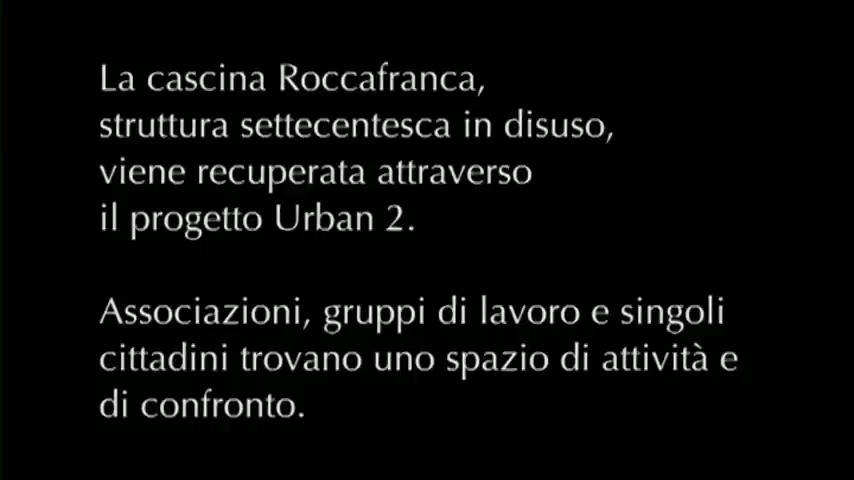 La cascina Roccafranca,
struttura settecentesca in disuso,
viene recuperata attraverso
il progetto Urban 2.
Associazioni, gruppi di lavoro e singoli
cittadini trovano uno spazio di attività e
di confronto.